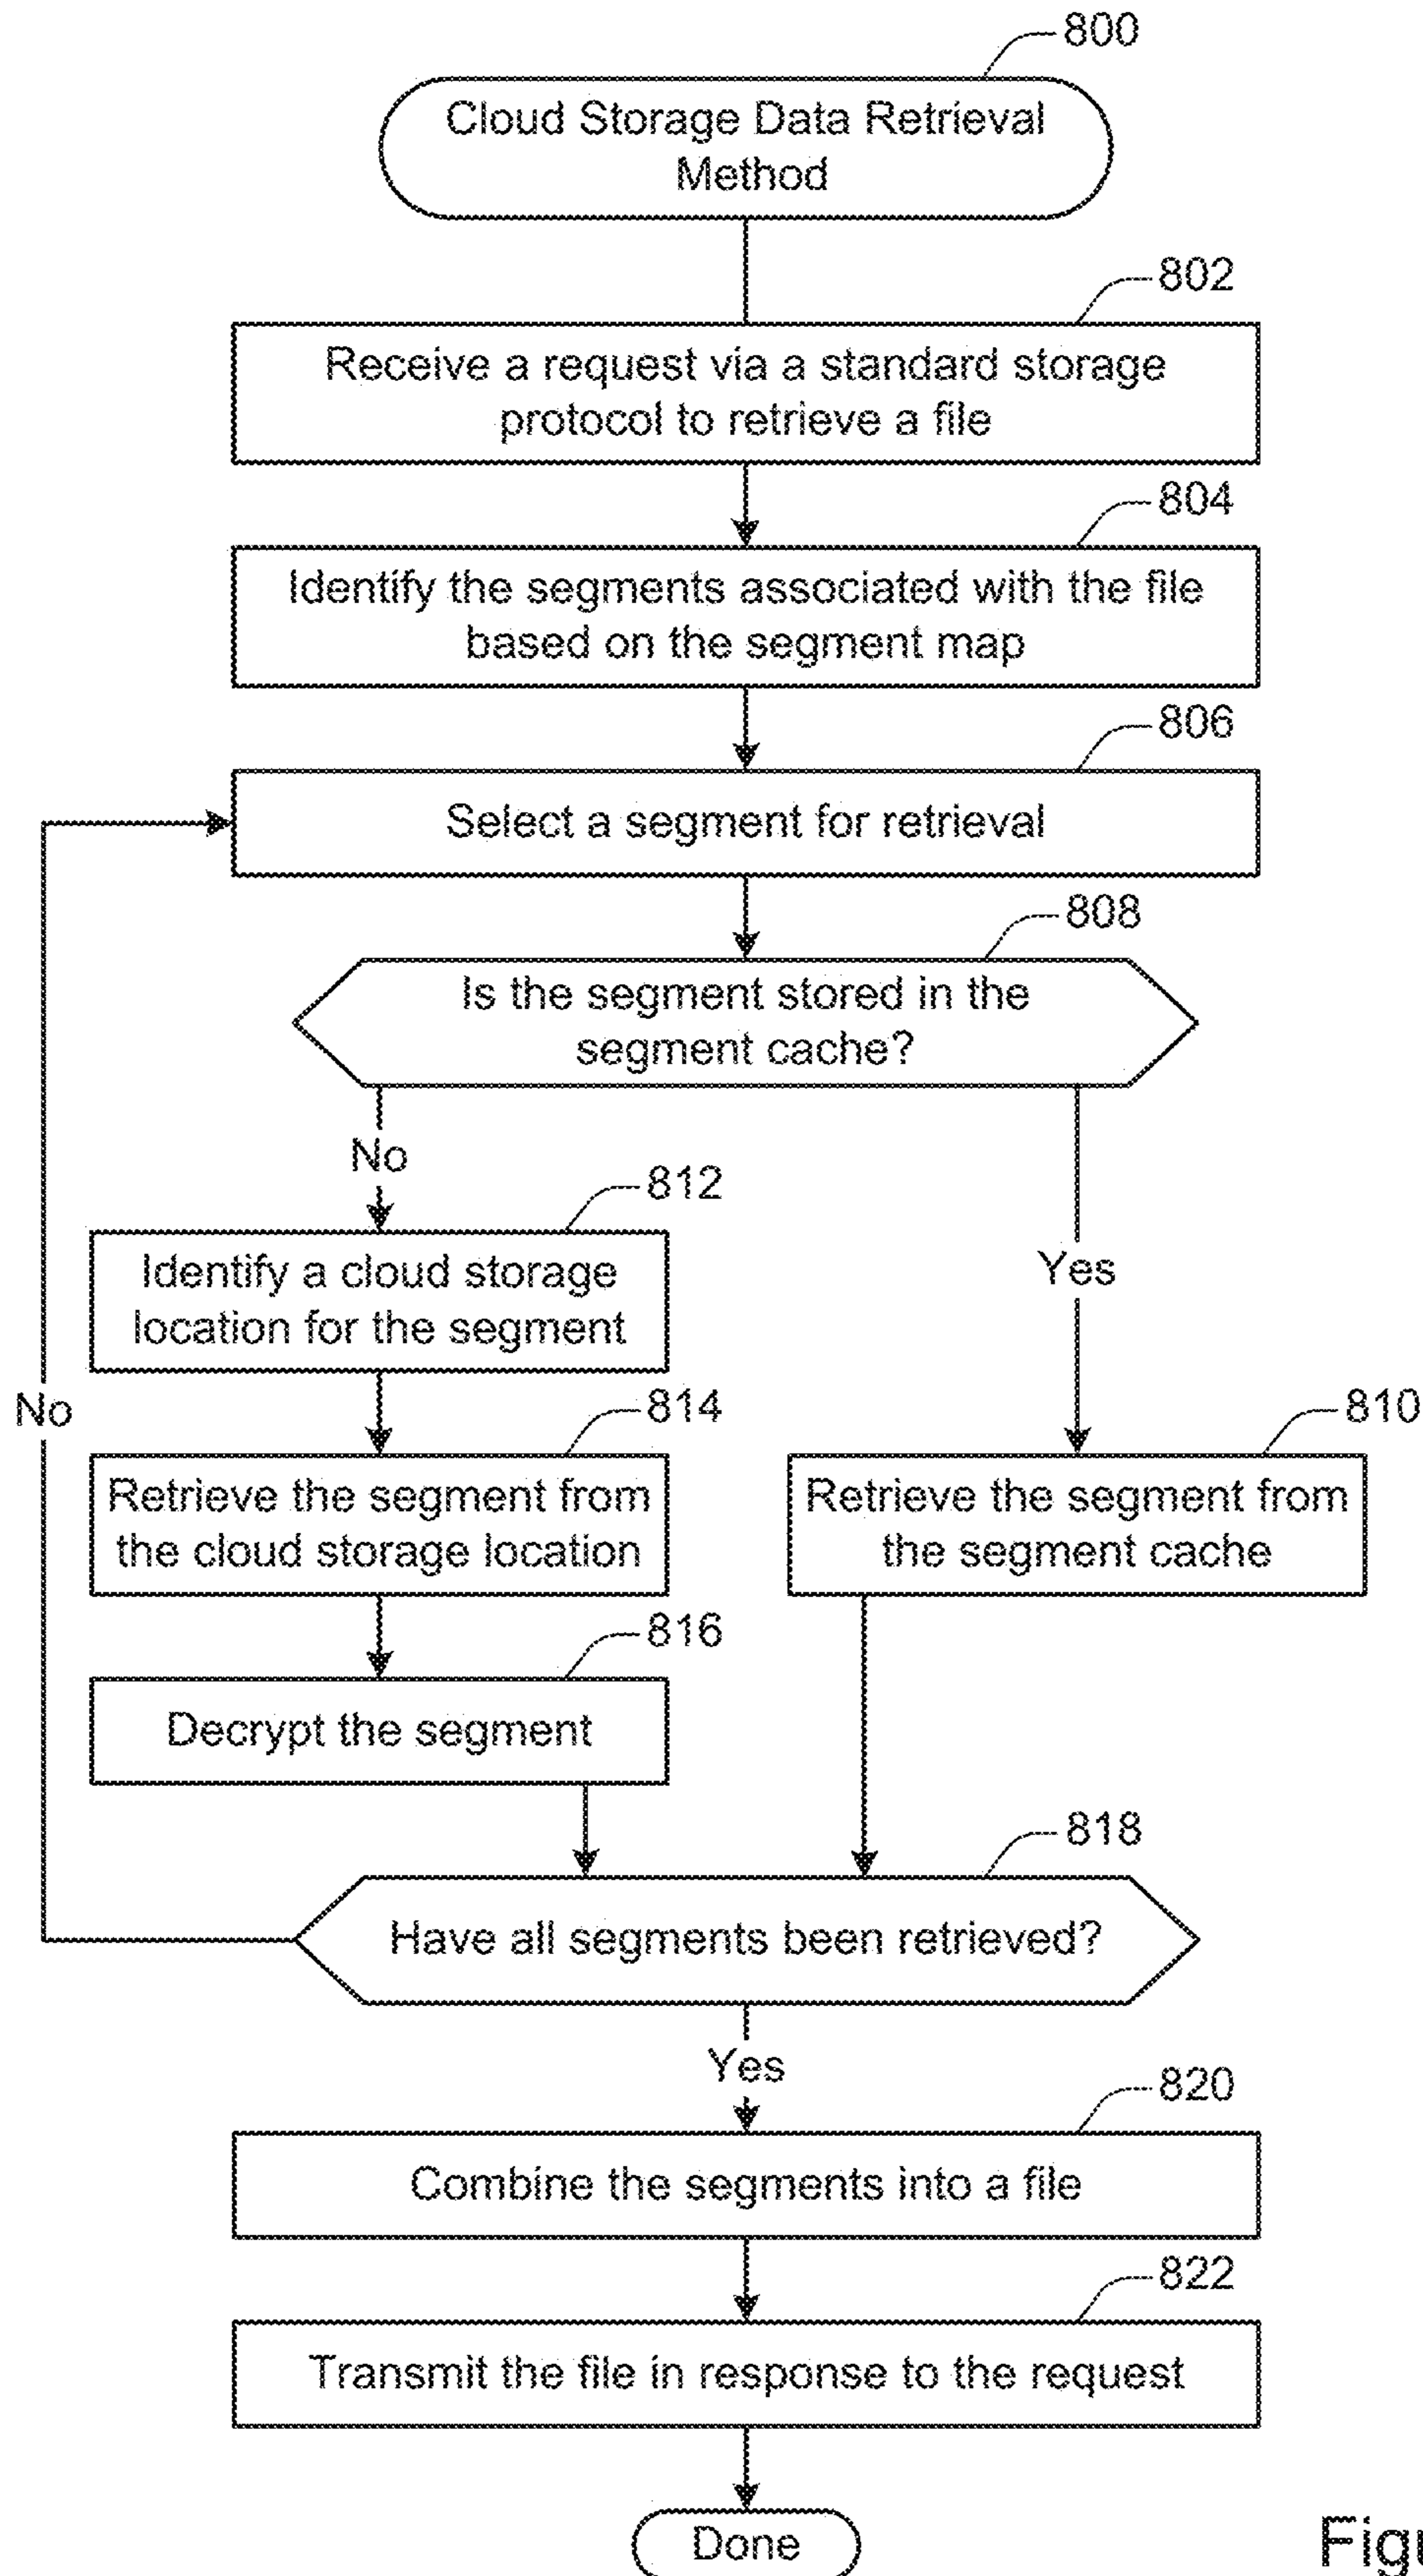 800
Cloud Storage Data Retrieval
Method
802
Receive a request via a standard storage
protocol to retrieve a file
804
Identify the segments associated with the file
based on the segment map
806
Select a segment for retrieval
808
Is the segment stored in the
segment cache?
No
Yes
812
Identify a cloud storage
location for the segment
No
814
Retrieve the segment from
the cloud storage location
810
Retrieve the segment from
the segment cache
816
Decrypt the segment
818
Have all segments been retrieved?
Yes
820
Combine the segments into a file
822
Transmit the file in response to the request
Done